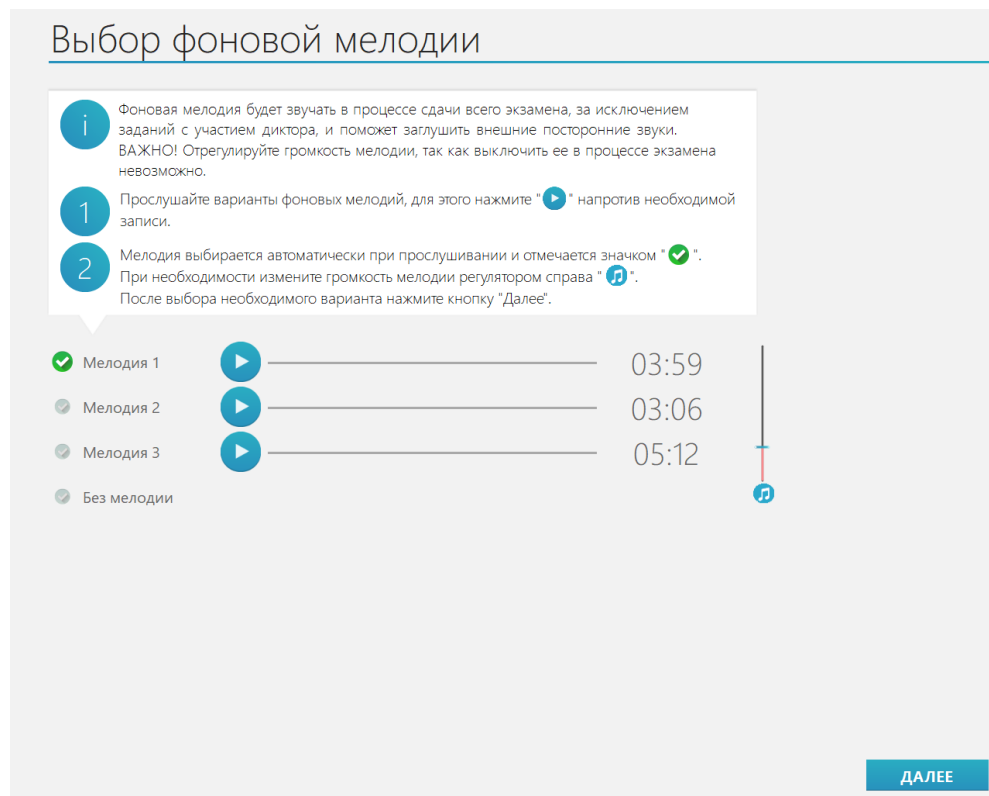 Выбор фоновой мелодии
i
Фоновая мелодия будет звучать в процессе сдачи всего экзамена, за исключением
заданий с участием диктора, и поможет заглушить внешние посторонние звуки.
ВАЖНО! Отрегулируйте громкость мелодии, так как выключить ее в процессе экзамена
невозможно.
1
Прослушайте варианты фоновых мелодий, для этого нажмите " " напротив необходимой
записи.
2
Мелодия выбирается автоматически при прослушивании и отмечается значком " ".
При необходимости измените громкость мелодии регулятором справа " ".
После выбора необходимого варианта нажмите кнопку "Далее".
Мелодия 1 03:59
Мелодия 2 03:06
Мелодия 3 05:12
Без мелодии
ДАЛЕЕ